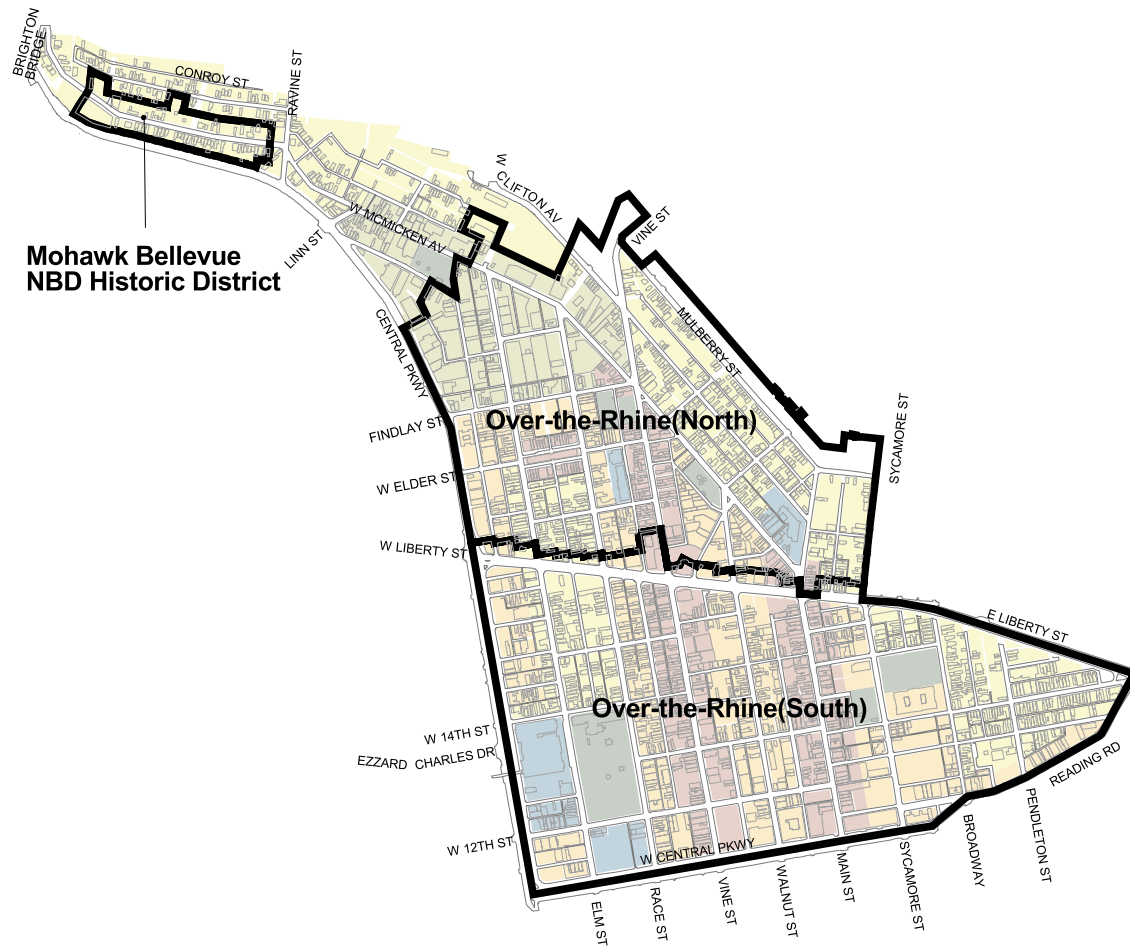 BRIGHTON
BRIDGE
CONROY ST
RAVINE ST
W
CLIFTON AV
VINE ST
W MCMICKEN AV
LINN ST
Mohawk Bellevue
NBD Historic District
CENTRAL PKWY
MULBERRY ST
SYCAMORE ST
FINDLAY ST
Over-the-Rhine(North)
W ELDER ST
W LIBERTY ST
E LIBERTY ST
Over-the-Rhine(South)
W 14TH ST
EZZARD CHARLES DR
READING RD
W 12TH ST
W CENTRAL PKWY
ELM ST
RACE ST
VINE ST
WALNUT ST
MAIN ST
SYCAMORE ST
BROADWAY
PENDLETON ST